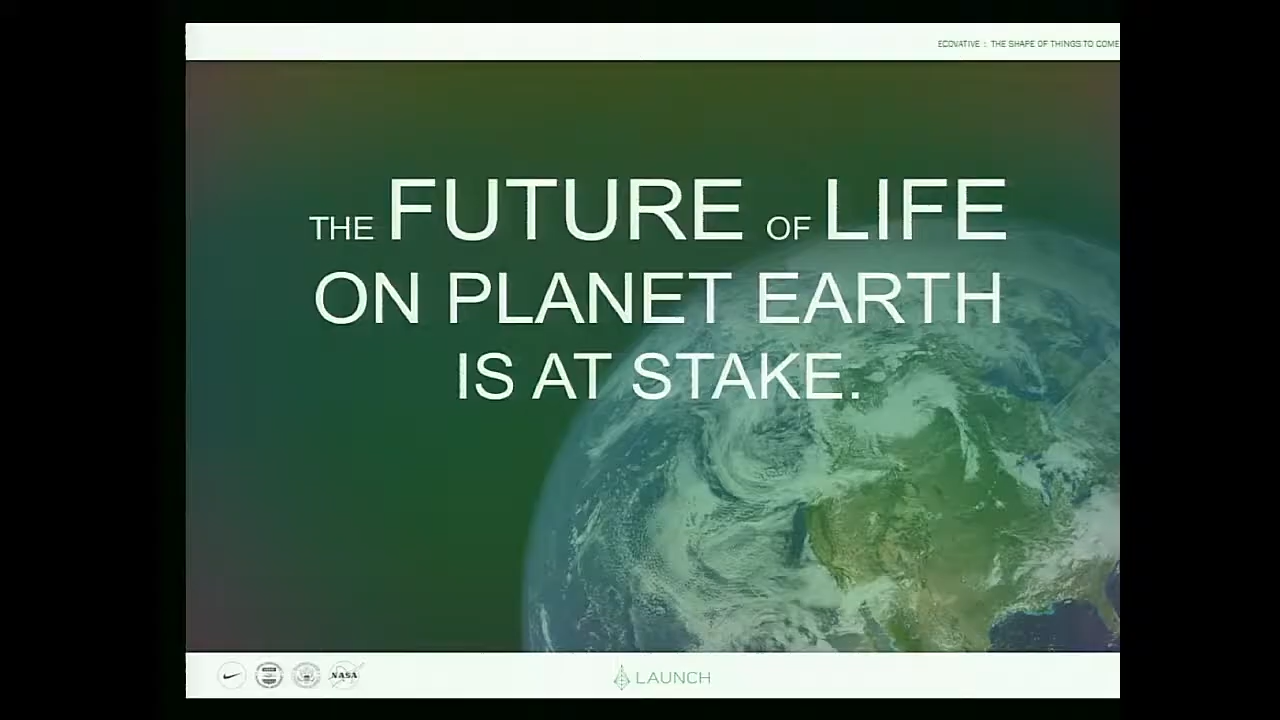 ECOVATIVE : THE SHAPE OF THINGS TO COME
THE FUTURE OF LIFE
ON PLANET EARTH
IS AT STAKE.
NASA
LAUNCH